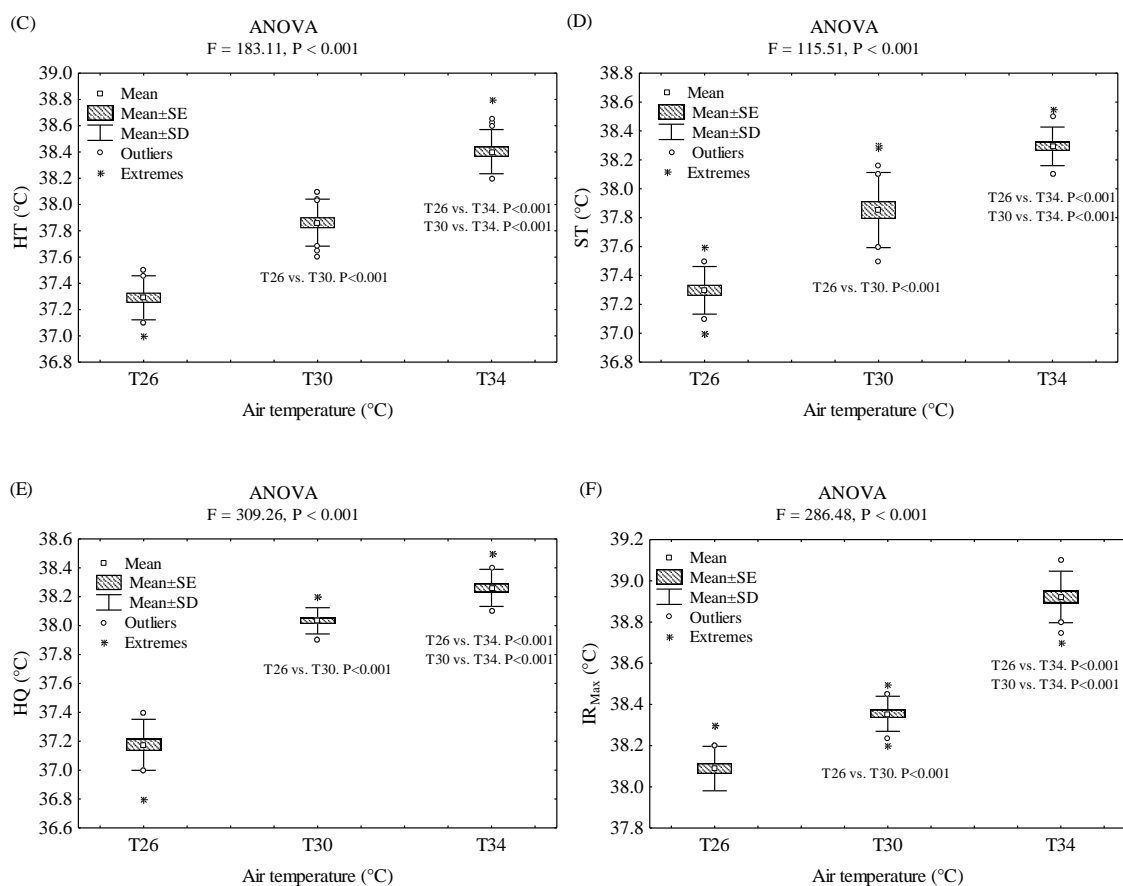 (C)
ANOVA
F = 183.11, P < 0.001
39.0
38.8
38.6
38.4
38.2
38.0
37.8
37.6
37.4
37.2
37.0
36.8
HT (°C)
Mean
Mean±SE
Mean±SD
Outliers
Extremes
T26 vs. T34. P<0.001
T30 vs. T34. P<0.001
T26 vs. T30. P<0.001
T26 T30 T34
Air temperature (°C)
(D)
ANOVA
F = 115.51, P < 0.001
38.8
38.6
38.4
38.2
38.0
37.8
37.6
37.4
37.2
37.0
36.8
ST (°C)
Mean
Mean±SE
Mean±SD
Outliers
Extremes
T26 vs. T34. P<0.001
T30 vs. T34. P<0.001
T26 vs. T30. P<0.001
T26 T30 T34
Air temperature (°C)
(E)
ANOVA
F = 309.26, P < 0.001
38.6
38.4
38.2
38.0
37.8
37.6
37.4
37.2
37.0
36.8
36.6
HQ (°C)
Mean
Mean±SE
Mean±SD
Outliers
Extremes
T26 vs. T34. P<0.001
T30 vs. T34. P<0.001
T26 vs. T30. P<0.001
T26 T30 T34
Air temperature (°C)
(F)
ANOVA
F = 286.48, P < 0.001
39.2
39.0
38.8
38.6
38.4
38.2
38.0
37.8
IRMax (°C)
Mean
Mean±SE
Mean±SD
Outliers
Extremes
T26 vs. T34. P<0.001
T30 vs. T34. P<0.001
T26 vs. T30. P<0.001
T26 T30 T34
Air temperature (°C)